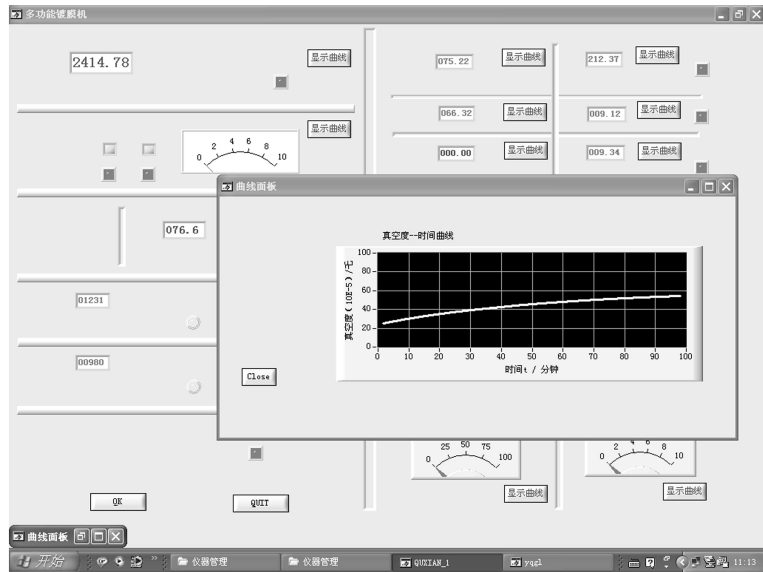 多功能镀膜机
2414.78
显示曲线
075.22
显示曲线
212.37
显示曲线
066.32
显示曲线
009.12
显示曲线
显示曲线
0 2 4 6 8 10
000.00
显示曲线
009.34
显示曲线
076.6
01231
00980
曲线面板
真空度--时间曲线
真空度(10E-5)/毛
100
80
60
40
20
0
0 10 20 30 40 50 60 70 80 90 100
时间t / 分钟
Close
0 25 50 75 100
0 2 4 6 8 10
显示曲线
显示曲线
OK
QUIT
曲线面板
开始
仪器管理
仪器管理
QUXIAN_1
yqgl
11:13